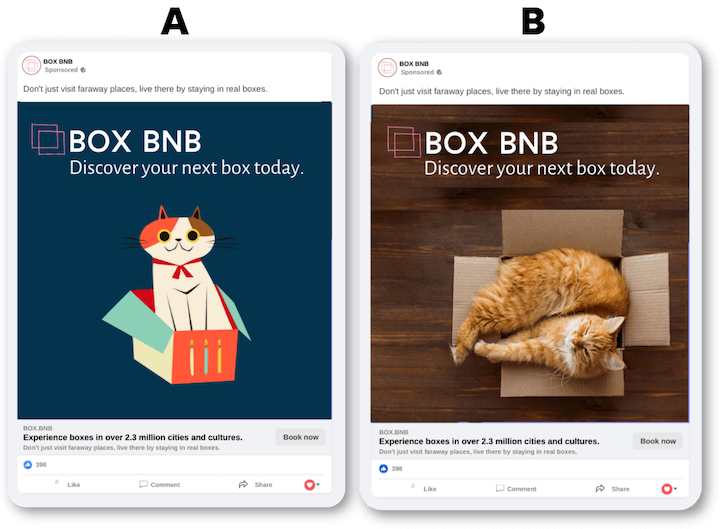 A
BOX BNB
Sponsored
Don't just visit faraway places, live there by staying in real boxes.
BOX BNB
Discover your next box today.
BOX.BNB
Experience boxes in over 2.3 million cities and cultures.
Don't just visit faraway places, live there by staying in real boxes.
Book now
398
Like
Comment
Share
B
BOX BNB
Sponsored
Don't just visit faraway places, live there by staying in real boxes.
BOX BNB
Discover your next box today.
BOX.BNB
Experience boxes in over 2.3 million cities and cultures.
Don't just visit faraway places, live there by staying in real boxes.
Book now
398
Like
Comment
Share